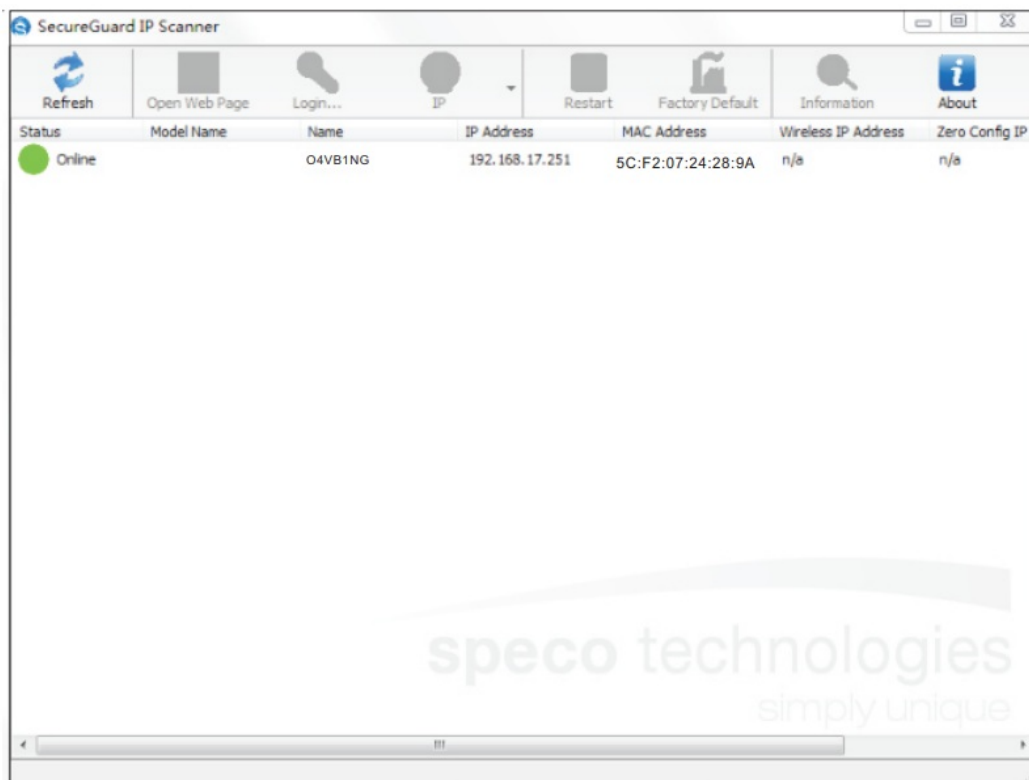 SecureGuard IP Scanner
Refresh Open Web Page Login... IP Restart Factory Default Information About
Status Model Name Name IP Address MAC Address Wireless IP Address Zero Config IP
Online O4VB1NG 192.168.17.251 5C:F2:07:24:28:9A n/a n/a
speco technologies
simply unique